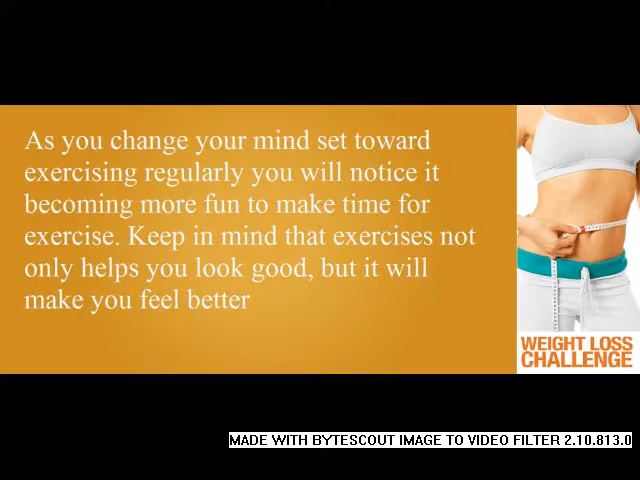 As you change your mind set toward
exercising regularly you will notice it
becoming more fun to make time for
exercise. Keep in mind that exercises not
only helps you look good, but it will
make you feel better
WEIGHT LOSS
CHALLENGE
MADE WITH BYTESCOUT IMAGE TO VIDEO FILTER 2.10.813.0